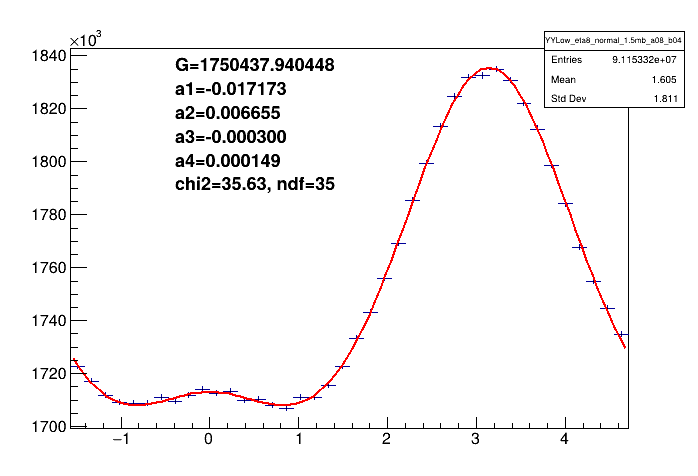 ×10³
1840
1820
1800
1780
1760
1740
1720
1700
−1
0
1
2
3
4
G=1750437.940448
a1=-0.017173
a2=0.006655
a3=-0.000300
a4=0.000149
chi2=35.63, ndf=35
YYLow_eta8_normal_1.5mb_a08_b04
Entries 9.115332e+07
Mean 1.605
Std Dev 1.811